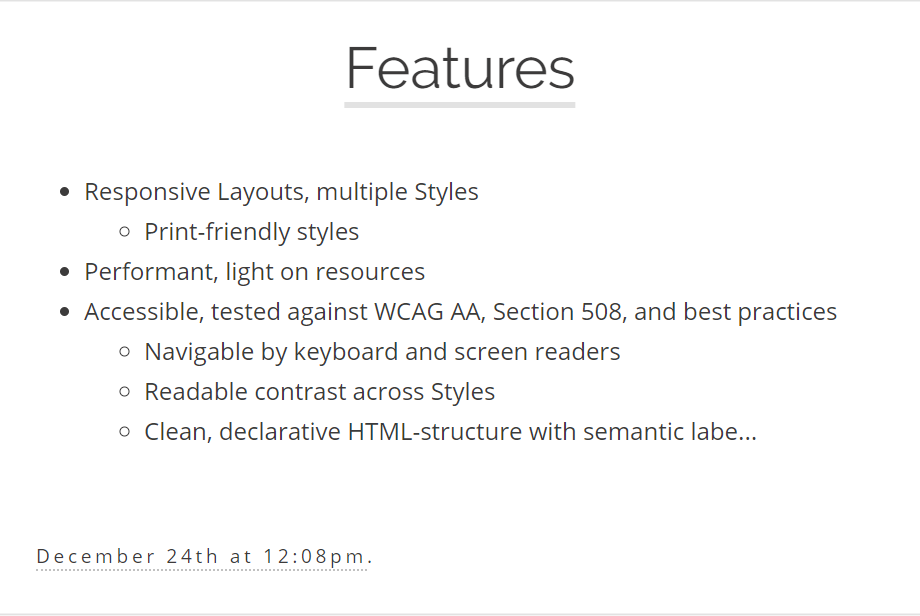 Features
Responsive Layouts, multiple Styles
Print-friendly styles
Performant, light on resources
Accessible, tested against WCAG AA, Section 508, and best practices
Navigable by keyboard and screen readers
Readable contrast across Styles
Clean, declarative HTML-structure with semantic labe...
December 24th at 12:08pm.